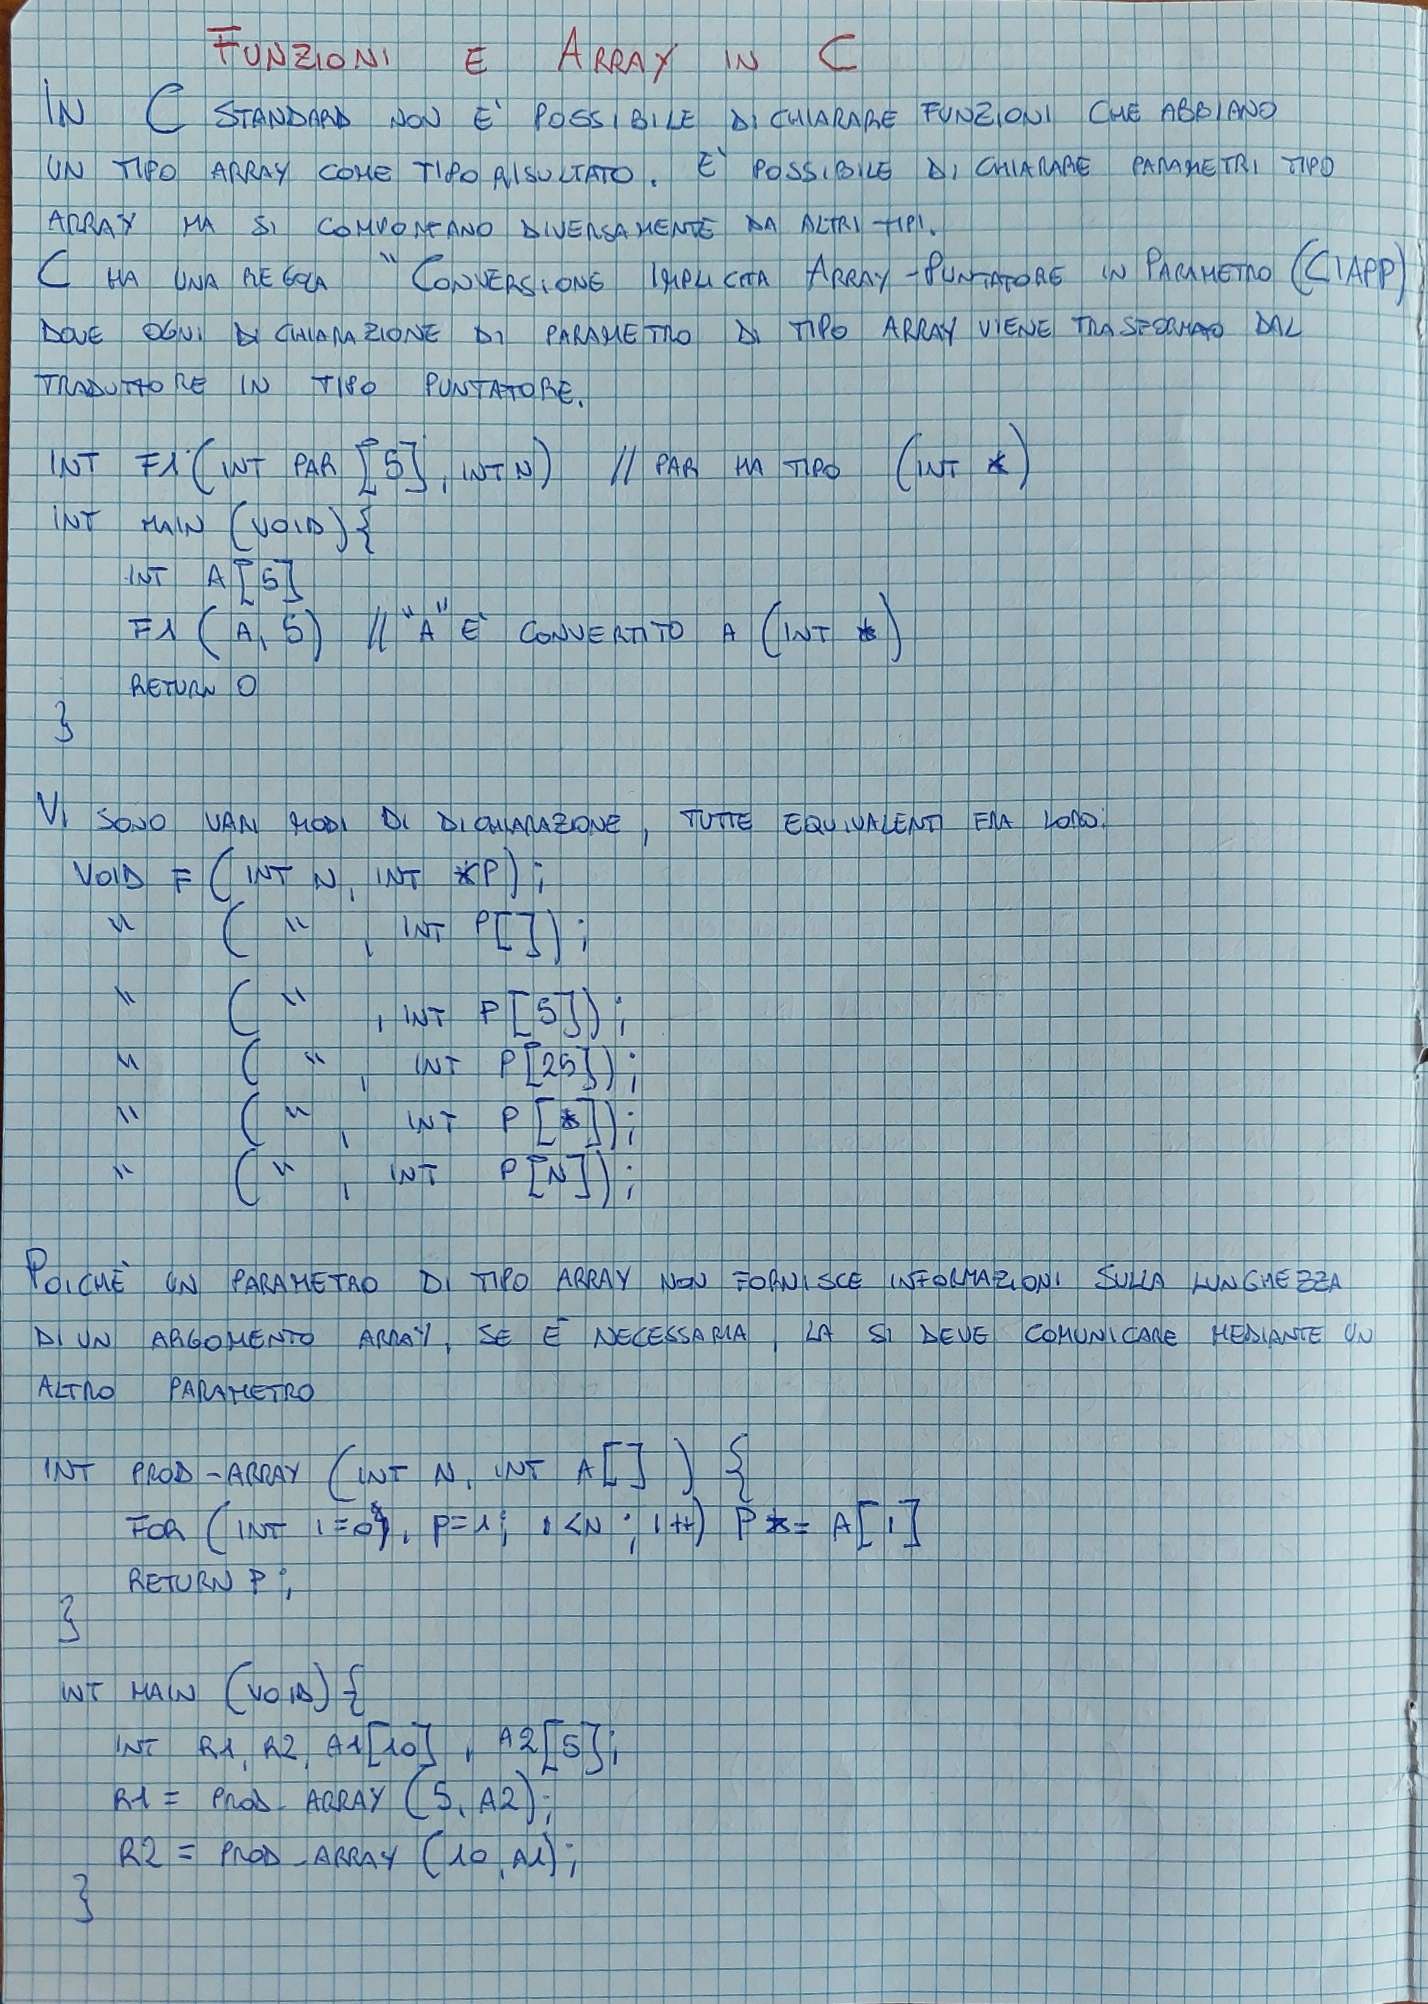 FUNZIONI E ARRAY IN C
IN C STANDARD NON E' POSSIBILE DICHIARARE FUNZIONI CHE ABBIANO
UN TIPO ARRAY COME TIPO RISULTATO. E' POSSIBILE DICHIARARE PARAMETRI TIPO
ARRAY MA SI COMPORTANO DIVERSAMENTE DA ALTRI TIPI.
C HA UNA REGOLA "CONVERSIONE IMPLICITA ARRAY-PUNTATORE IN PARAMETRO (CIAPP)
DOVE OGNI DICHIARAZIONE DI PARAMETRO DI TIPO ARRAY VIENE TRASFORMATO DAL
TRADUTTORE IN TIPO PUNTATORE.
INT F1 (INT PAR [5], INT N) // PAR HA TIPO (INT *)
INT MAIN (VOID) {
INT A[5]
F1 (A, 5) // "A" E' CONVERTITO A (INT *)
RETURN 0
}
VI SONO VARI MODI DI DICHIARAZIONE, TUTTE EQUIVALENTI FRA LORO:
VOID F (INT N, INT *P);
" ( " , INT P[]);
" ( " , INT P[5]);
" ( " , INT P[25]);
" ( " , INT P[*]);
" ( " , INT P[N]);
POICHÈ UN PARAMETRO DI TIPO ARRAY NON FORNISCE INFORMAZIONI SULLA LUNGHEZZA
DI UN ARGOMENTO ARRAY, SE È NECESSARIA, LA SI DEVE COMUNICARE MEDIANTE UN
ALTRO PARAMETRO
INT PROD-ARRAY (INT N, INT A[]) {
FOR (INT I=0, P=1; I<N; I++) P *= A[I]
RETURN P;
}
INT MAIN (VOID) {
INT R1, R2, A1[10], A2[5];
R1 = PROD-ARRAY (5, A2);
R2 = PROD-ARRAY (10, A1);
}